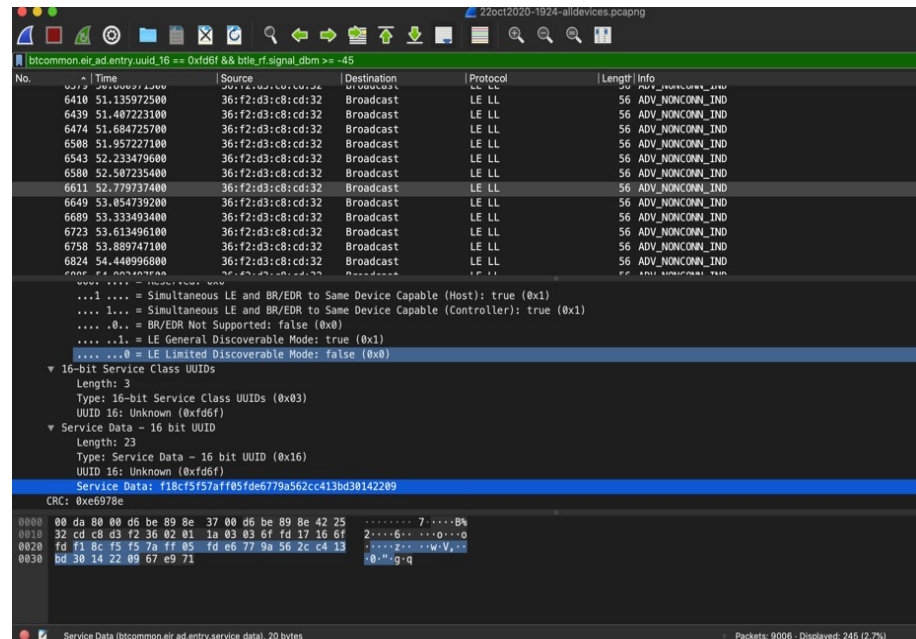 22oct2020-1924-alldevices.pcapng
btcommon.eir_ad.entry.uuid_16 == 0xfd6f && btle_rf.signal_dbm >= -45
No. Time Source Destination Protocol Length Info
6410 51.135972500 36:f2:d3:c8:cd:32 Broadcast LE LL 56 ADV_NONCONN_IND
6439 51.407223100 36:f2:d3:c8:cd:32 Broadcast LE LL 56 ADV_NONCONN_IND
6474 51.684725700 36:f2:d3:c8:cd:32 Broadcast LE LL 56 ADV_NONCONN_IND
6508 51.957227100 36:f2:d3:c8:cd:32 Broadcast LE LL 56 ADV_NONCONN_IND
6543 52.233479600 36:f2:d3:c8:cd:32 Broadcast LE LL 56 ADV_NONCONN_IND
6580 52.507235400 36:f2:d3:c8:cd:32 Broadcast LE LL 56 ADV_NONCONN_IND
6611 52.779737400 36:f2:d3:c8:cd:32 Broadcast LE LL 56 ADV_NONCONN_IND
6649 53.054739200 36:f2:d3:c8:cd:32 Broadcast LE LL 56 ADV_NONCONN_IND
6689 53.333493400 36:f2:d3:c8:cd:32 Broadcast LE LL 56 ADV_NONCONN_IND
6723 53.613496100 36:f2:d3:c8:cd:32 Broadcast LE LL 56 ADV_NONCONN_IND
6758 53.889747100 36:f2:d3:c8:cd:32 Broadcast LE LL 56 ADV_NONCONN_IND
6824 54.440996800 36:f2:d3:c8:cd:32 Broadcast LE LL 56 ADV_NONCONN_IND
000. .... = Reserved: 0x0
...1 .... = Simultaneous LE and BR/EDR to Same Device Capable (Host): true (0x1)
.... 1... = Simultaneous LE and BR/EDR to Same Device Capable (Controller): true (0x1)
.... .0.. = BR/EDR Not Supported: false (0x0)
.... ..1. = LE General Discoverable Mode: true (0x1)
.... ...0 = LE Limited Discoverable Mode: false (0x0)
16-bit Service Class UUIDs
Length: 3
Type: 16-bit Service Class UUIDs (0x03)
UUID 16: Unknown (0xfd6f)
Service Data - 16 bit UUID
Length: 23
Type: Service Data - 16 bit UUID (0x16)
UUID 16: Unknown (0xfd6f)
Service Data: f18cf5f57aff05fde6779a562cc413bd30142209
CRC: 0xe6978e
0000 00 da 80 00 d6 be 89 8e 37 00 d6 be 89 8e 42 25 ········ 7·····B%
0010 32 cd c8 d3 f2 36 02 01 1a 03 03 6f fd 17 16 6f 2····6·· ···o···o
0020 fd f1 8c f5 f5 7a ff 05 fd e6 77 9a 56 2c c4 13 ·····z·· ··w·V,··
0030 bd 30 14 22 09 67 e9 71 ·0·"·g·q
Service Data (btcommon.eir_ad.entry.service_data), 20 bytes
Packets: 9006 · Displayed: 245 (2.7%)